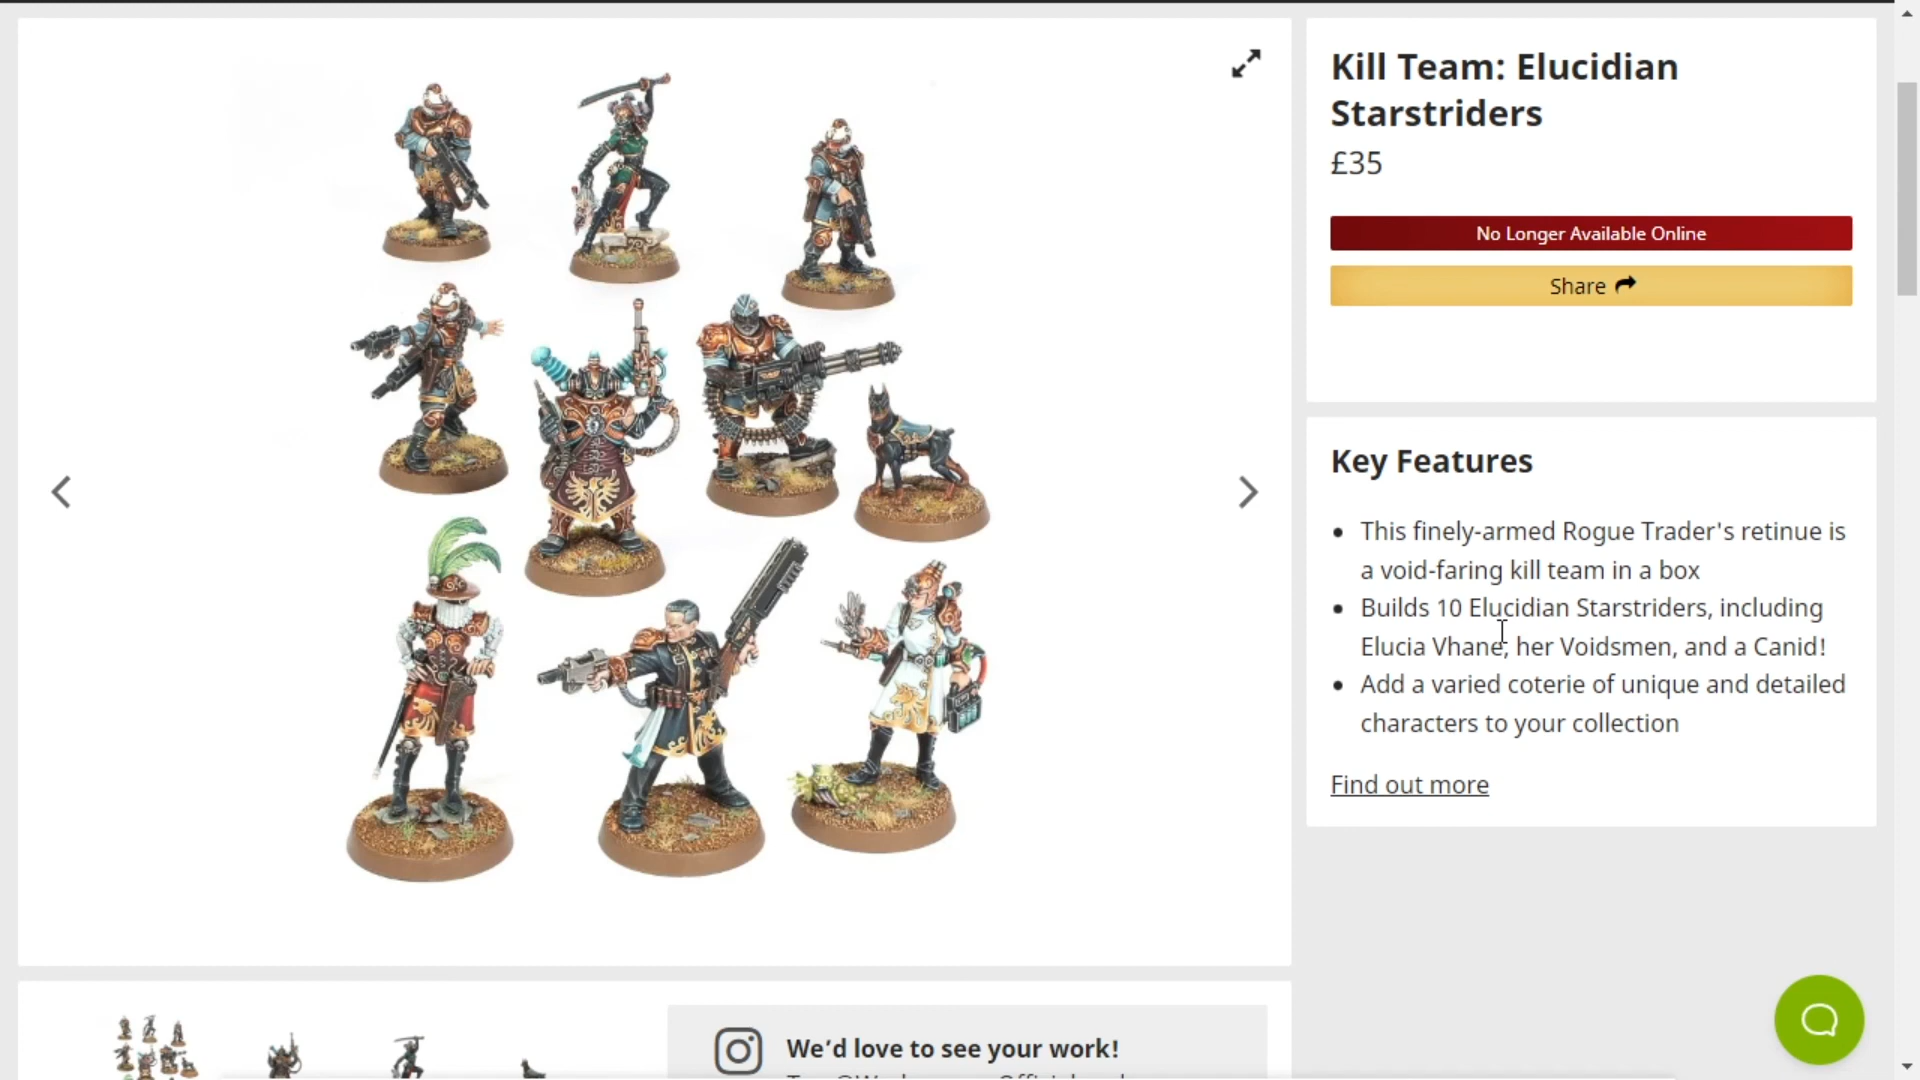 Kill Team: Elucidian
Starstriders
£35
No Longer Available Online
Share
Key Features
This finely-armed Rogue Trader's retinue is
a void-faring kill team in a box
Builds 10 Elucidian Starstriders, including
Elucia Vhane, her Voidsmen, and a Canid!
Add a varied coterie of unique and detailed
characters to your collection
Find out more
We'd love to see your work!